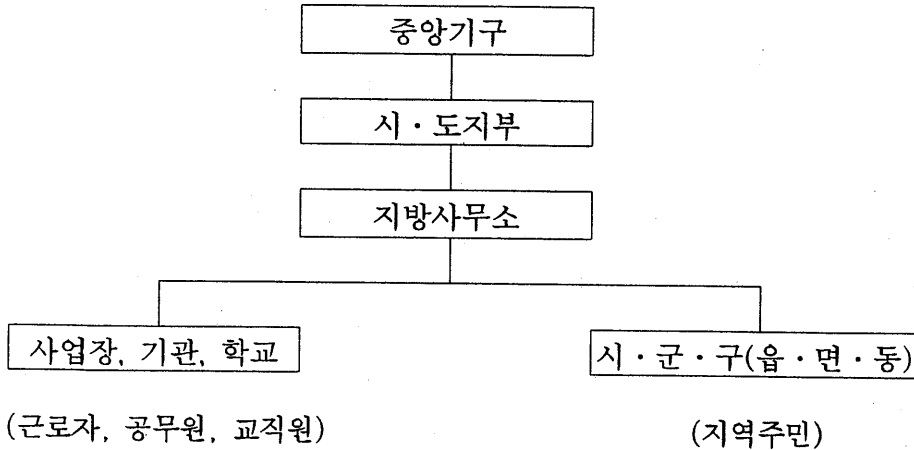 중앙기구
시·도지부
지방사무소
사업장, 기관, 학교
시·군·구(읍·면·동)
(근로자, 공무원, 교직원)
(지역주민)